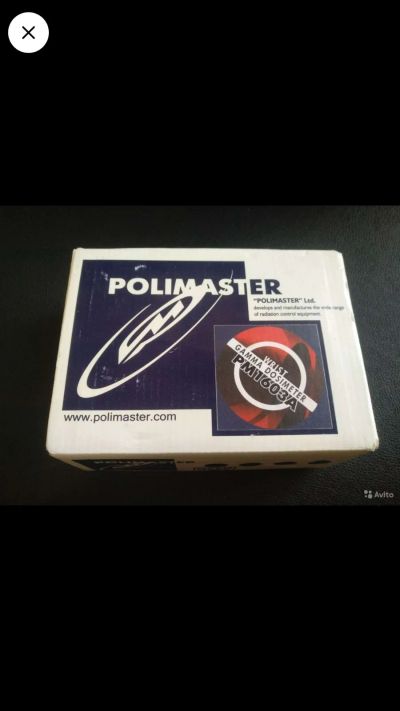 POLIMASTER
"POLIMASTER" Ltd.
develops and manufactures the wide range
of radiation control equipment.
WRIST
GAMMA DOSIMETER
PM1603A
www.polimaster.com
POLIMASTER
Avito